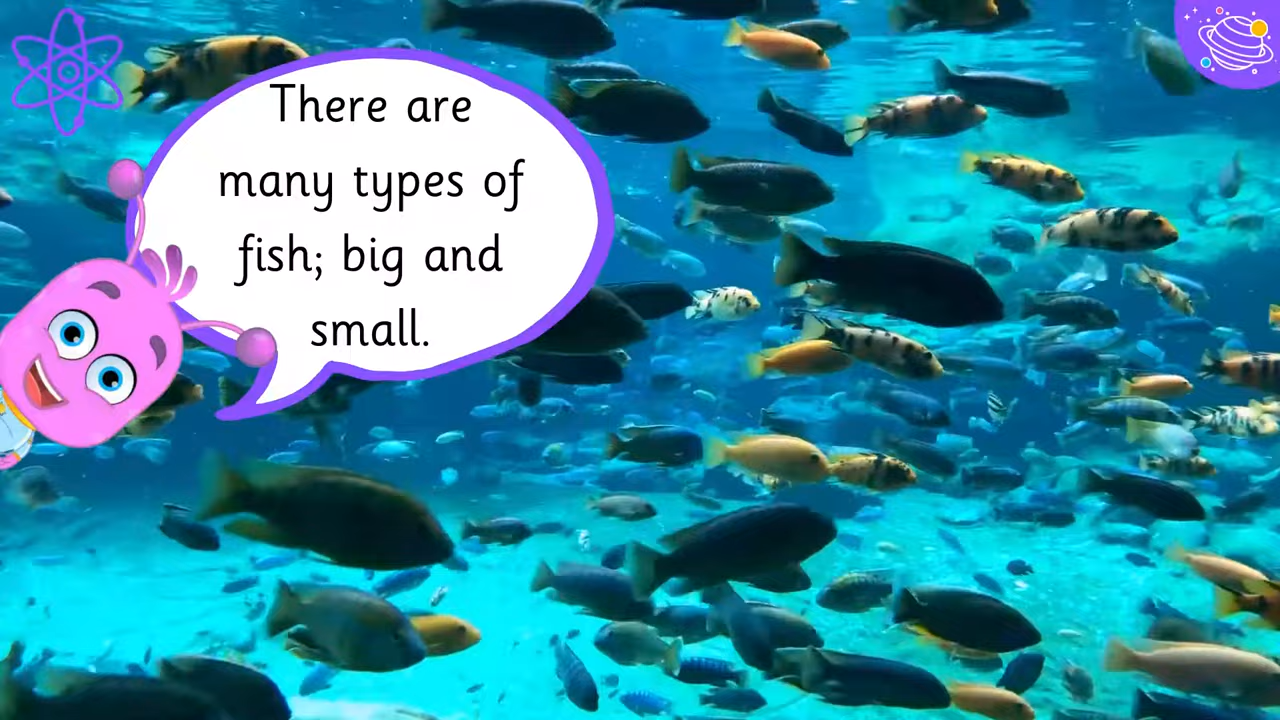 There are
many types of
fish; big and
small.